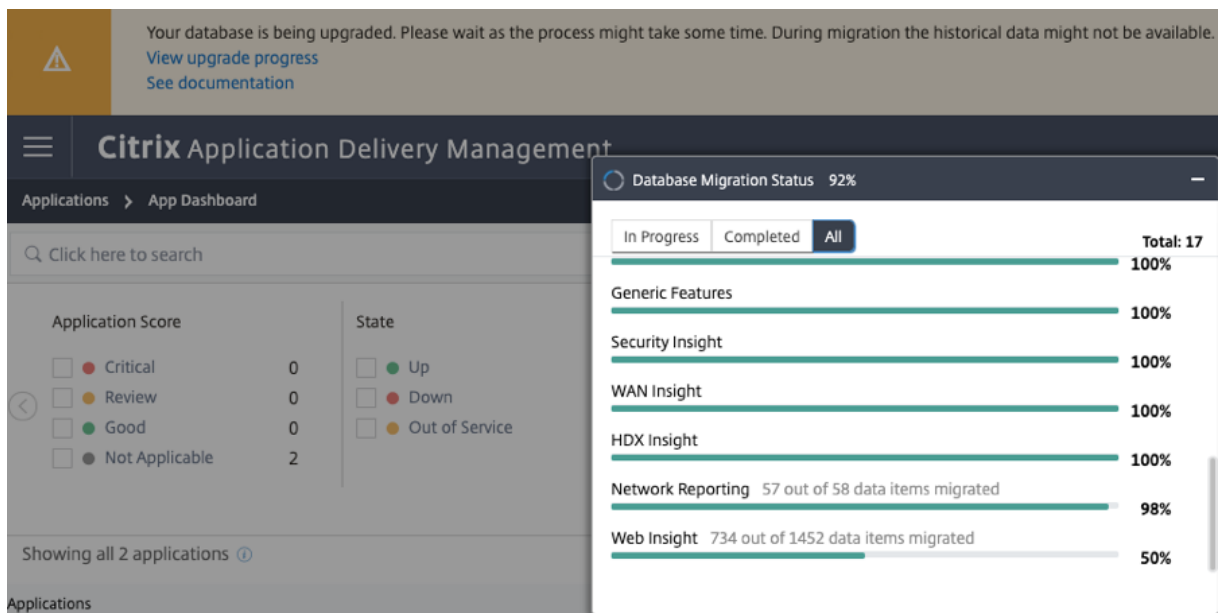 Your database is being upgraded. Please wait as the process might take some time. During migration the historical data might not be available.
View upgrade progress
See documentation
Citrix Application Delivery Management
Applications > App Dashboard
Click here to search
Application Score
Critical 0
Review 0
Good 0
Not Applicable 2
State
Up
Down
Out of Service
Showing all 2 applications
Applications
Database Migration Status 92%
In Progress Completed All
Total: 17
100%
Generic Features
100%
Security Insight
100%
WAN Insight
100%
HDX Insight
100%
Network Reporting 57 out of 58 data items migrated
98%
Web Insight 734 out of 1452 data items migrated
50%